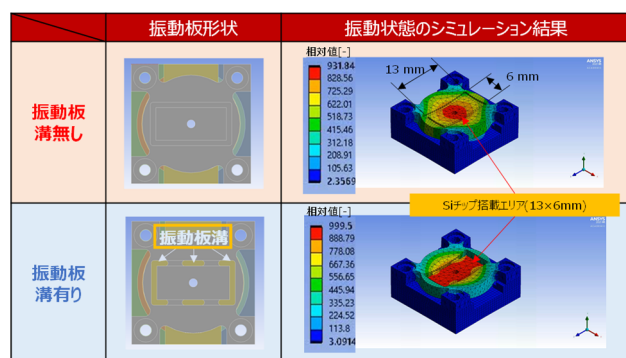 振動板形状
振動状態のシミュレーション結果
振動板
溝無し
相対値[-]
931.84
828.56
725.29
622.01
518.73
415.46
312.18
208.91
105.63
2.3569
13 mm
6 mm
ANSYS
Siチップ搭載エリア(13×6mm)
振動板
溝有り
振動板溝
相対値[-]
999.5
888.79
778.08
667.36
556.65
445.94
335.23
224.52
113.8
3.0914
ANSYS